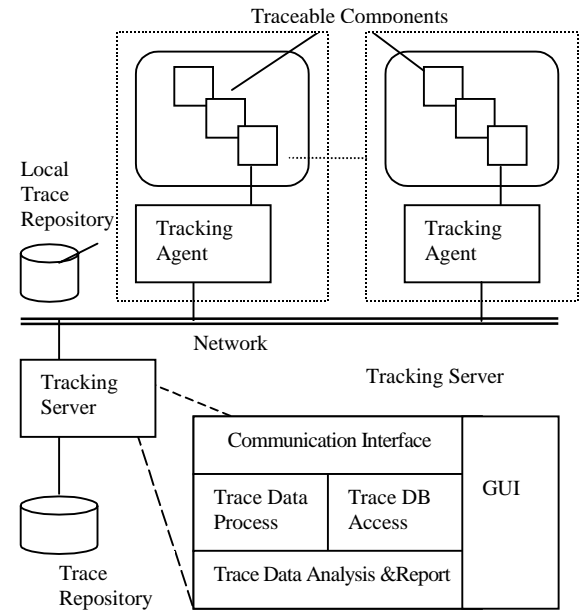 Traceable Components
Local
Trace
Repository
Tracking
Agent
Tracking
Agent
Network
Tracking
Server
Tracking Server
Communication Interface
GUI
Trace Data
Process
Trace DB
Access
Trace Data Analysis &Report
Trace
Repository